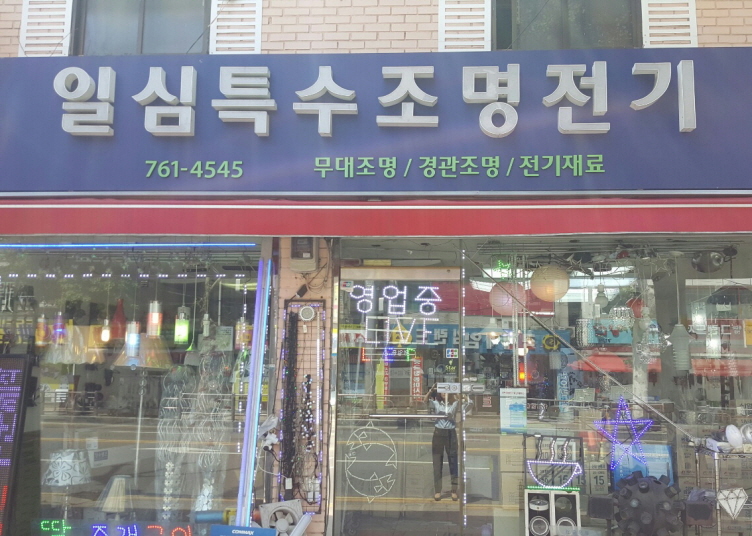 일심특수조명전기
761-4545
무대조명 / 경관조명 / 전기재료
영업중